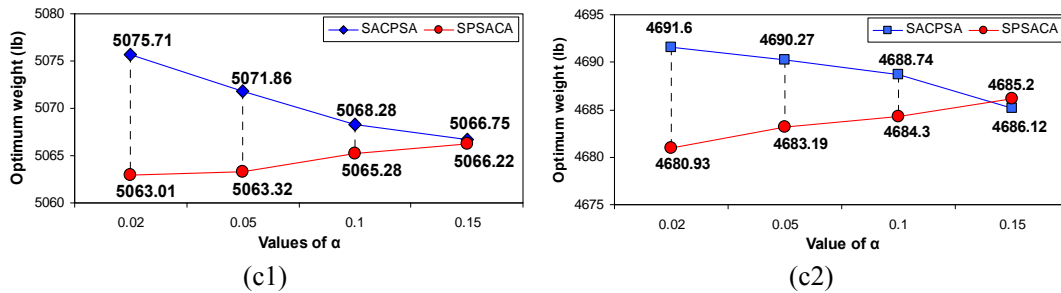 5080
5075
5070
5065
5060
Optimum weight (lb)
SACPSA SPSACA
5075.71
5071.86
5068.28
5066.75
5063.01
5063.32
5065.28
5066.22
0.02 0.05 0.1 0.15
Values of α
(c1)
4695
4690
4685
4680
4675
Optimum weight (lb)
SACPSA SPSACA
4691.6
4690.27
4688.74
4685.2
4680.93
4683.19
4684.3
4686.12
0.02 0.05 0.1 0.15
Value of α
(c2)